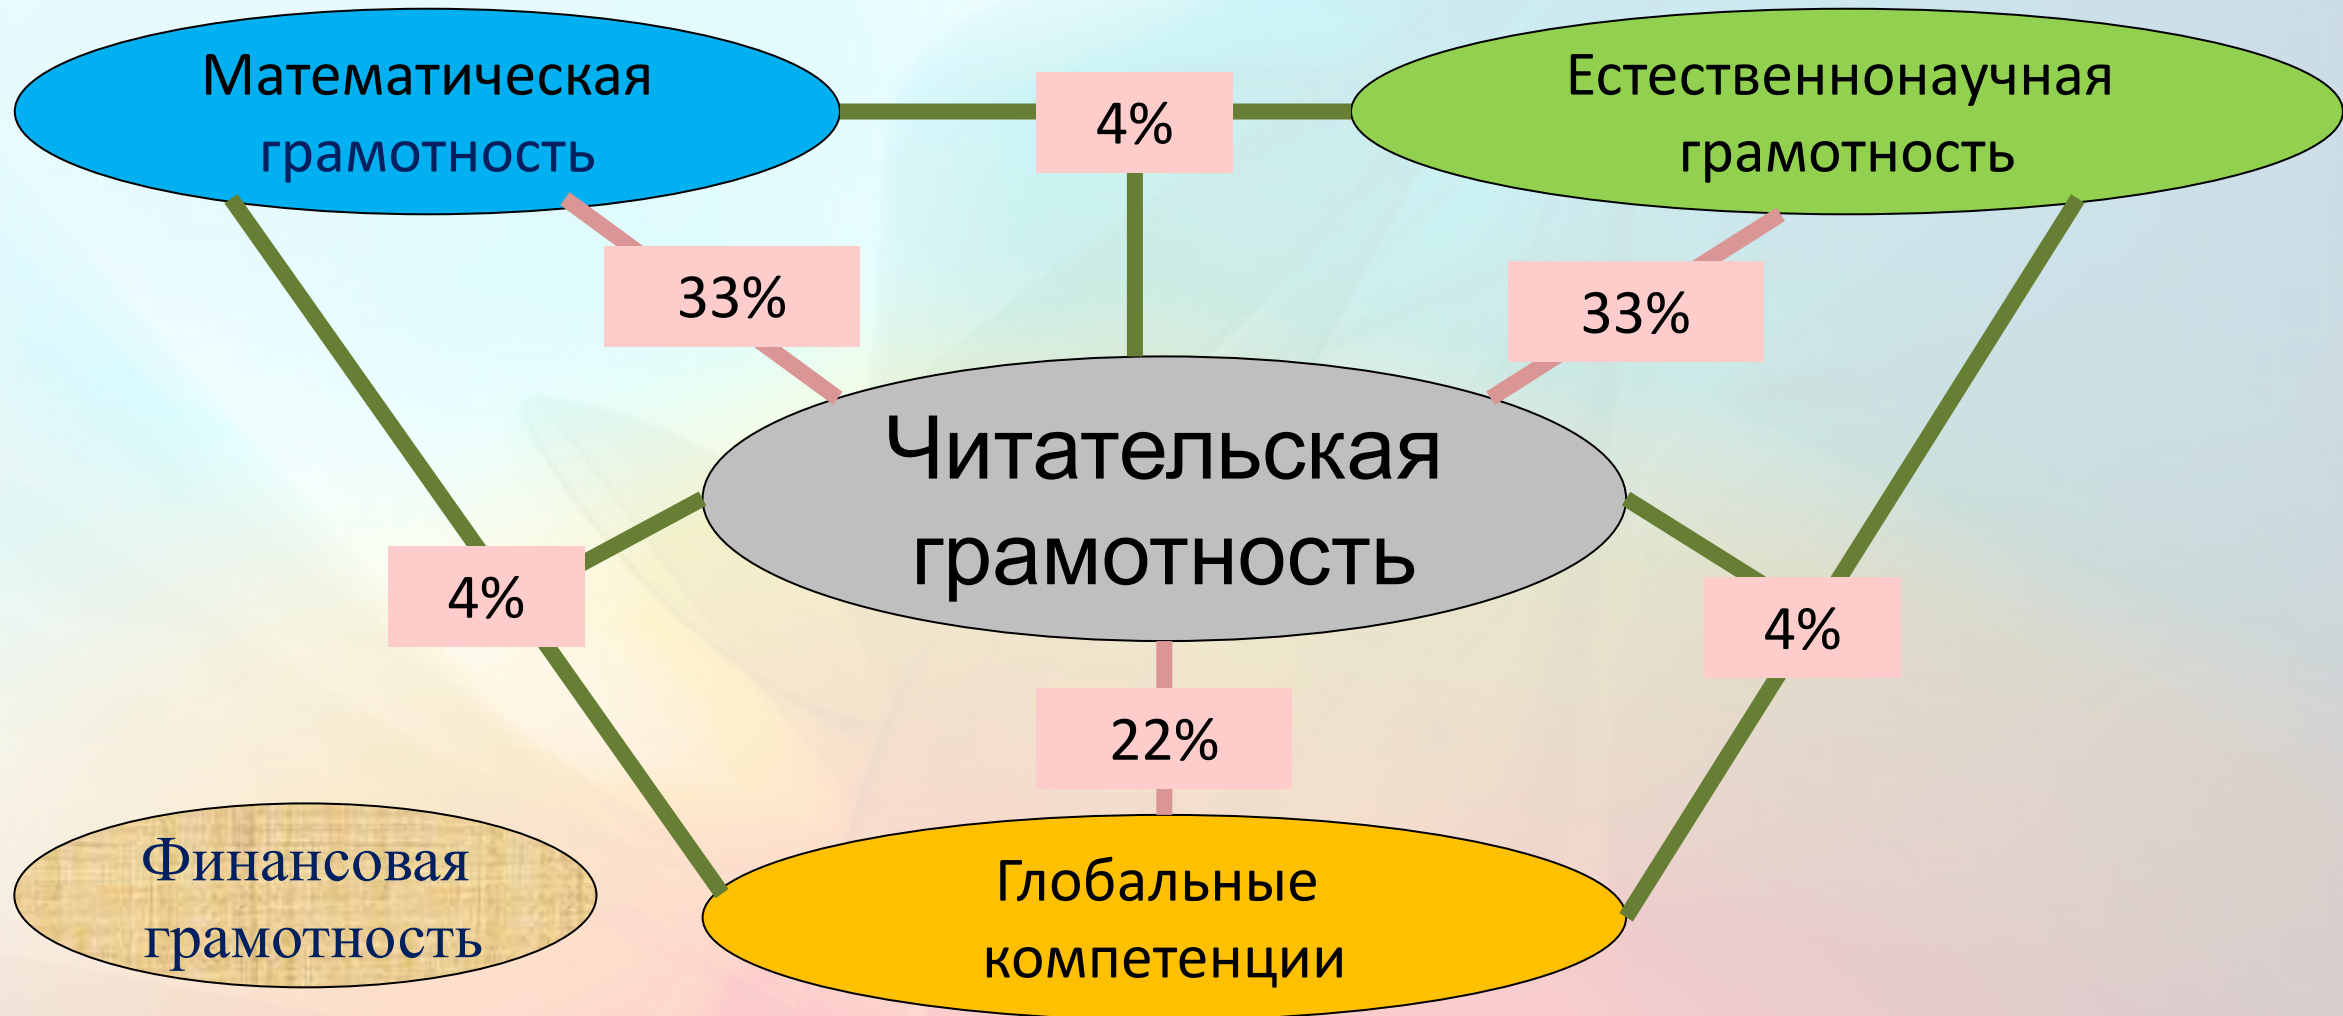 Математическая
грамотность
4%
Естественнонаучная
грамотность
33%
33%
Читательская
грамотность
4%
4%
22%
Финансовая
грамотность
Глобальные
компетенции